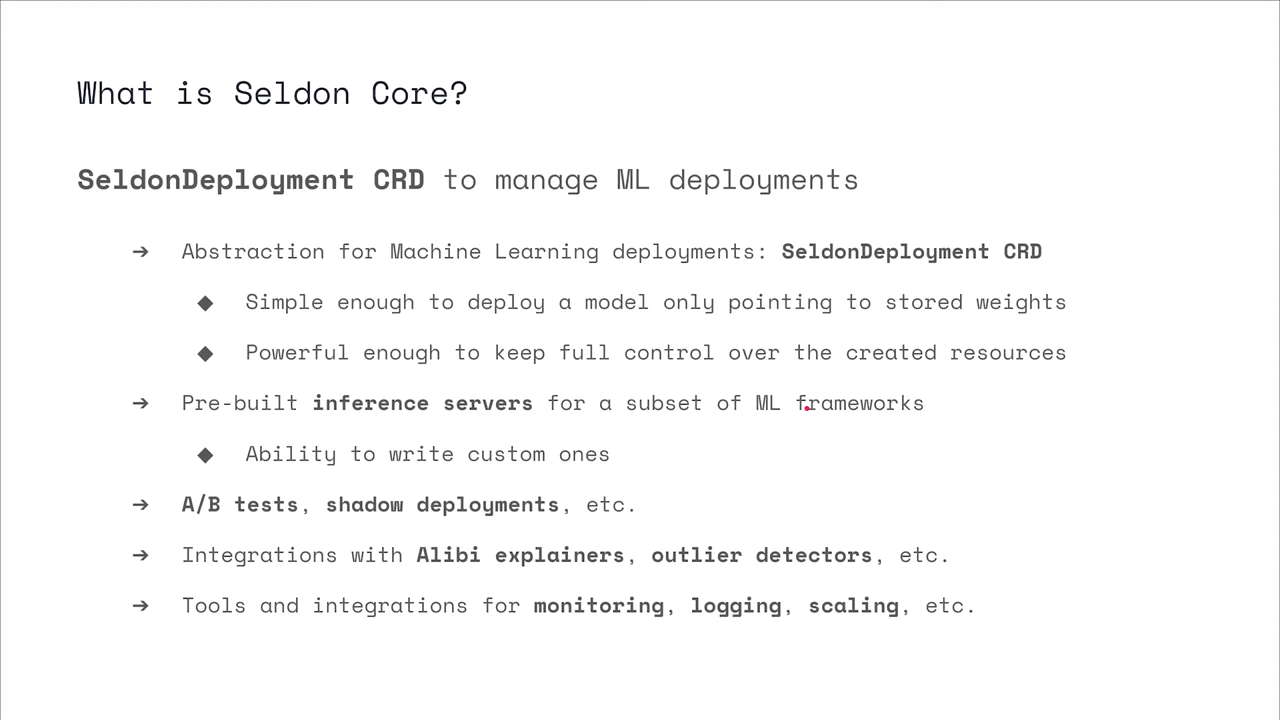 What is Seldon Core?
SeldonDeployment CRD to manage ML deployments
➔ Abstraction for Machine Learning deployments: SeldonDeployment CRD
◆ Simple enough to deploy a model only pointing to stored weights
◆ Powerful enough to keep full control over the created resources
➔ Pre-built inference servers for a subset of ML frameworks
◆ Ability to write custom ones
➔ A/B tests, shadow deployments, etc.
➔ Integrations with Alibi explainers, outlier detectors, etc.
➔ Tools and integrations for monitoring, logging, scaling, etc.